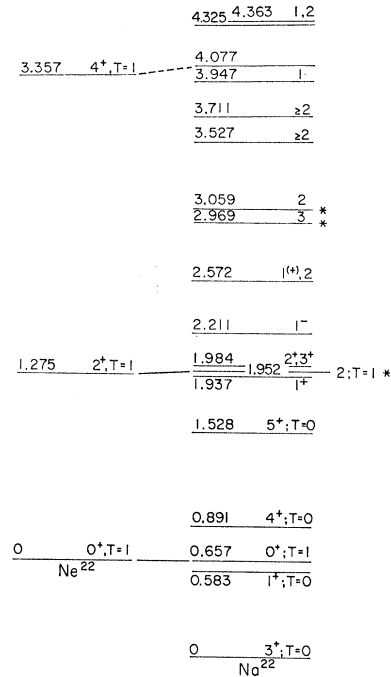 4.325 4.363 1,2
3.357 4⁺,T=1 4.077
3.947 1
3.711 ≥2
3.527 ≥2
3.059 2 *
2.969 3 *
2.572 1⁽⁺⁾,2
2.211 1⁻
1.275 2⁺,T=1 1.984 1.952 2⁺,3⁺ 2;T=1 *
1.937 1⁺
1.528 5⁺;T=0
0.891 4⁺;T=0
0 0⁺,T=1 0.657 0⁺;T=1
Ne²² 0.583 1⁺;T=0
0 3⁺;T=0
Na²²